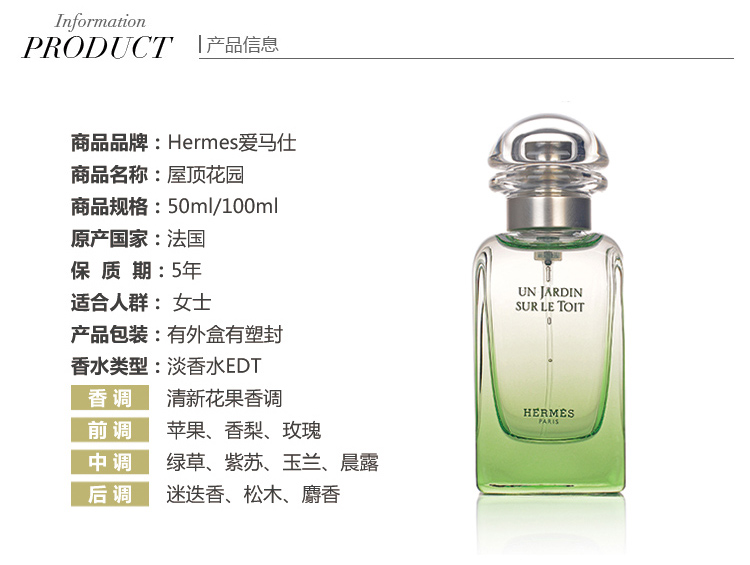 Information
PRODUCT
产品信息
商品品牌：Hermes爱马仕
商品名称：屋顶花园
商品规格：50ml/100ml
原产国家：法国
保 质 期：5年
适合人群： 女士
产品包装：有外盒有塑封
香水类型：淡香水EDT
香 调 清新花果香调
前 调 苹果、香梨、玫瑰
中 调 绿草、紫苏、玉兰、晨露
后 调 迷迭香、松木、麝香
UN JARDIN
SUR LE TOIT
HERMÈS
PARIS